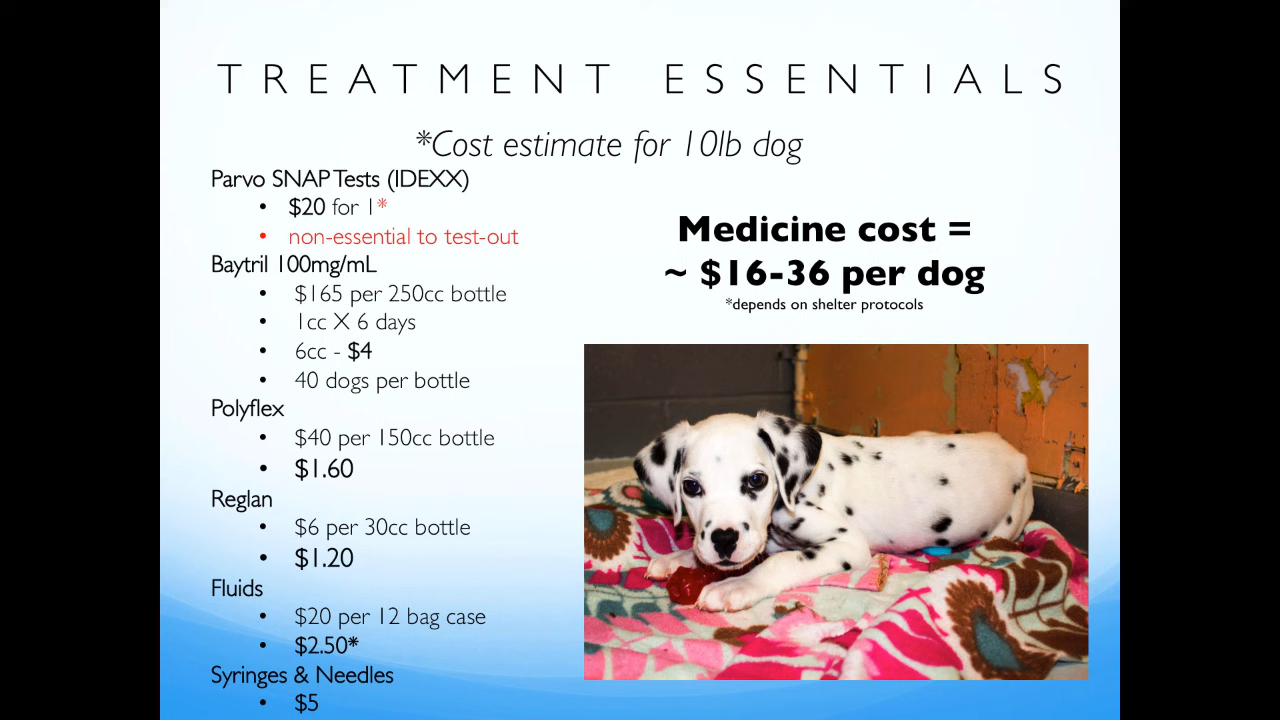 TREATMENT ESSENTIALS
*Cost estimate for 10lb dog
Parvo SNAP Tests (IDEXX)
• $20 for 1*
• non-essential to test-out
Baytril 100mg/mL
• $165 per 250cc bottle
• 1cc X 6 days
• 6cc - $4
• 40 dogs per bottle
Polyflex
• $40 per 150cc bottle
• $1.60
Reglan
• $6 per 30cc bottle
• $1.20
Fluids
• $20 per 12 bag case
• $2.50*
Syringes & Needles
• $5
Medicine cost =
~ $16-36 per dog
*depends on shelter protocols